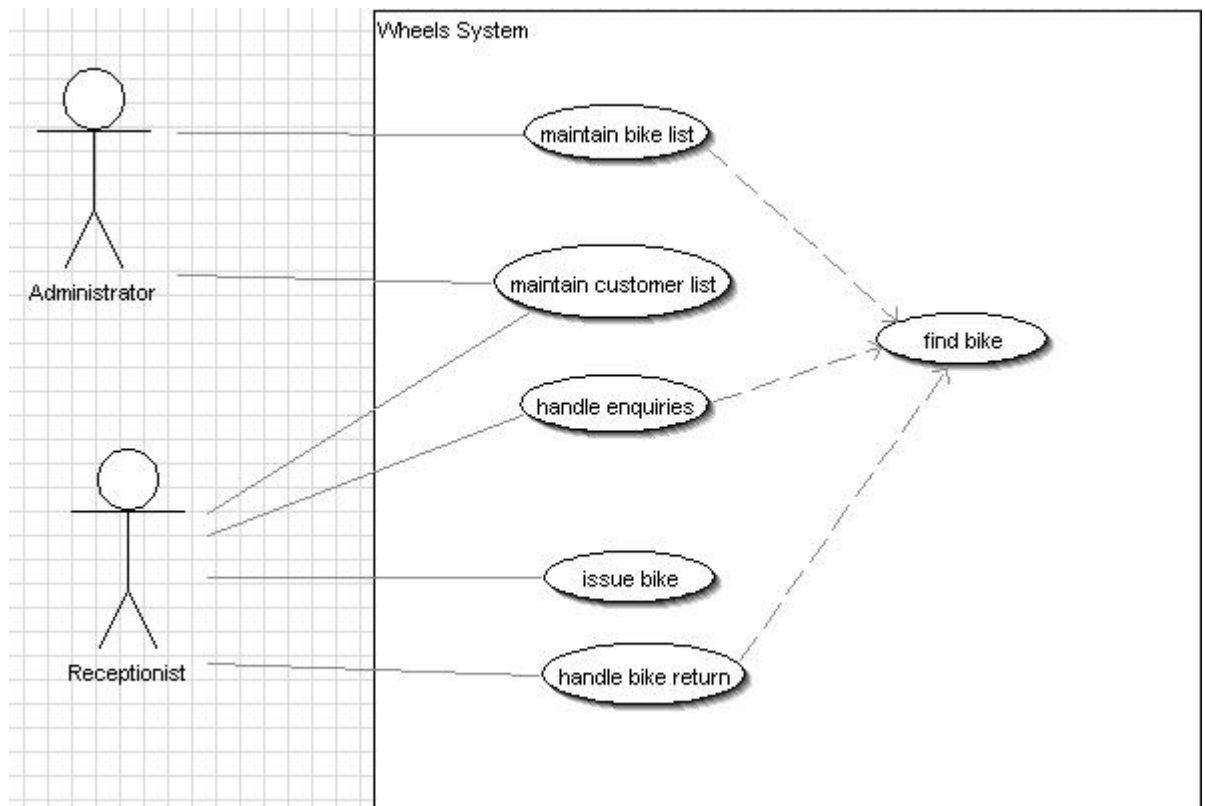 Wheels System
maintain bike list
maintain customer list
Administrator
find bike
handle enquiries
issue bike
Receptionist
handle bike return